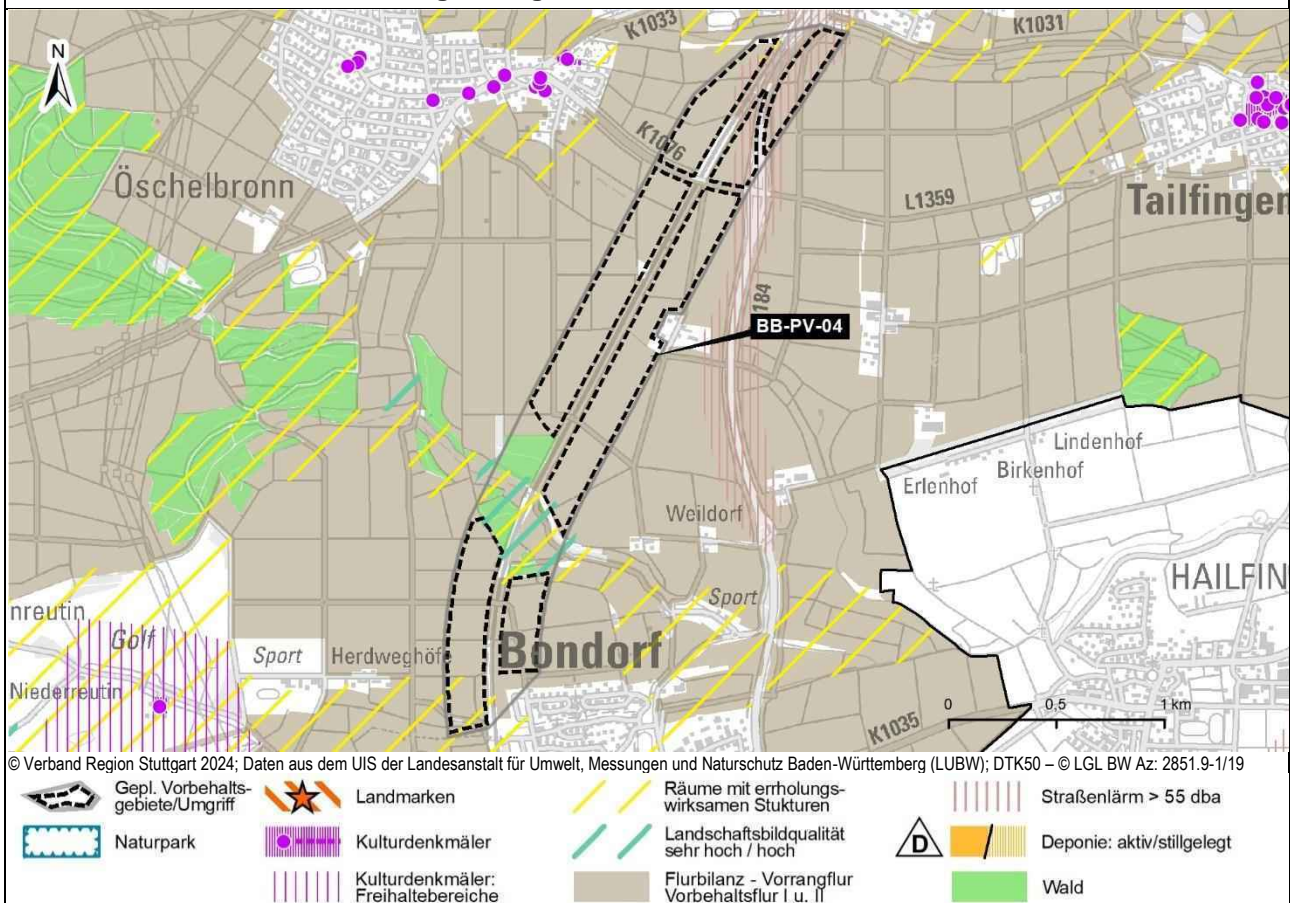 N
K1033
K1031
K1076
Öschelbronn
L1359
Tailfingen
184
BB-PV-04
Lindenhof
Birkenhof
Erlenhof
Weildorf
HAILFIN
nreutin
Golf
Sport
Sport
Herdweghöfe
Bondorf
Niederreutin
K1035
0 0,5 1 km
© Verband Region Stuttgart 2024; Daten aus dem UIS der Landesanstalt für Umwelt, Messungen und Naturschutz Baden-Württemberg (LUBW); DTK50 – © LGL BW Az: 2851.9-1/19
Gepl. Vorbehalts-
gebiete/Umgriff
Landmarken
Räume mit errholungs-
wirksamen Stukturen
Straßenlärm > 55 dba
Naturpark
Kulturdenkmäler
Landschaftsbildqualität
sehr hoch / hoch
D
Deponie: aktiv/stillgelegt
Kulturdenkmäler:
Freihaltebereiche
Flurbilanz - Vorrangflur
Vorbehaltsflur I u. II
Wald